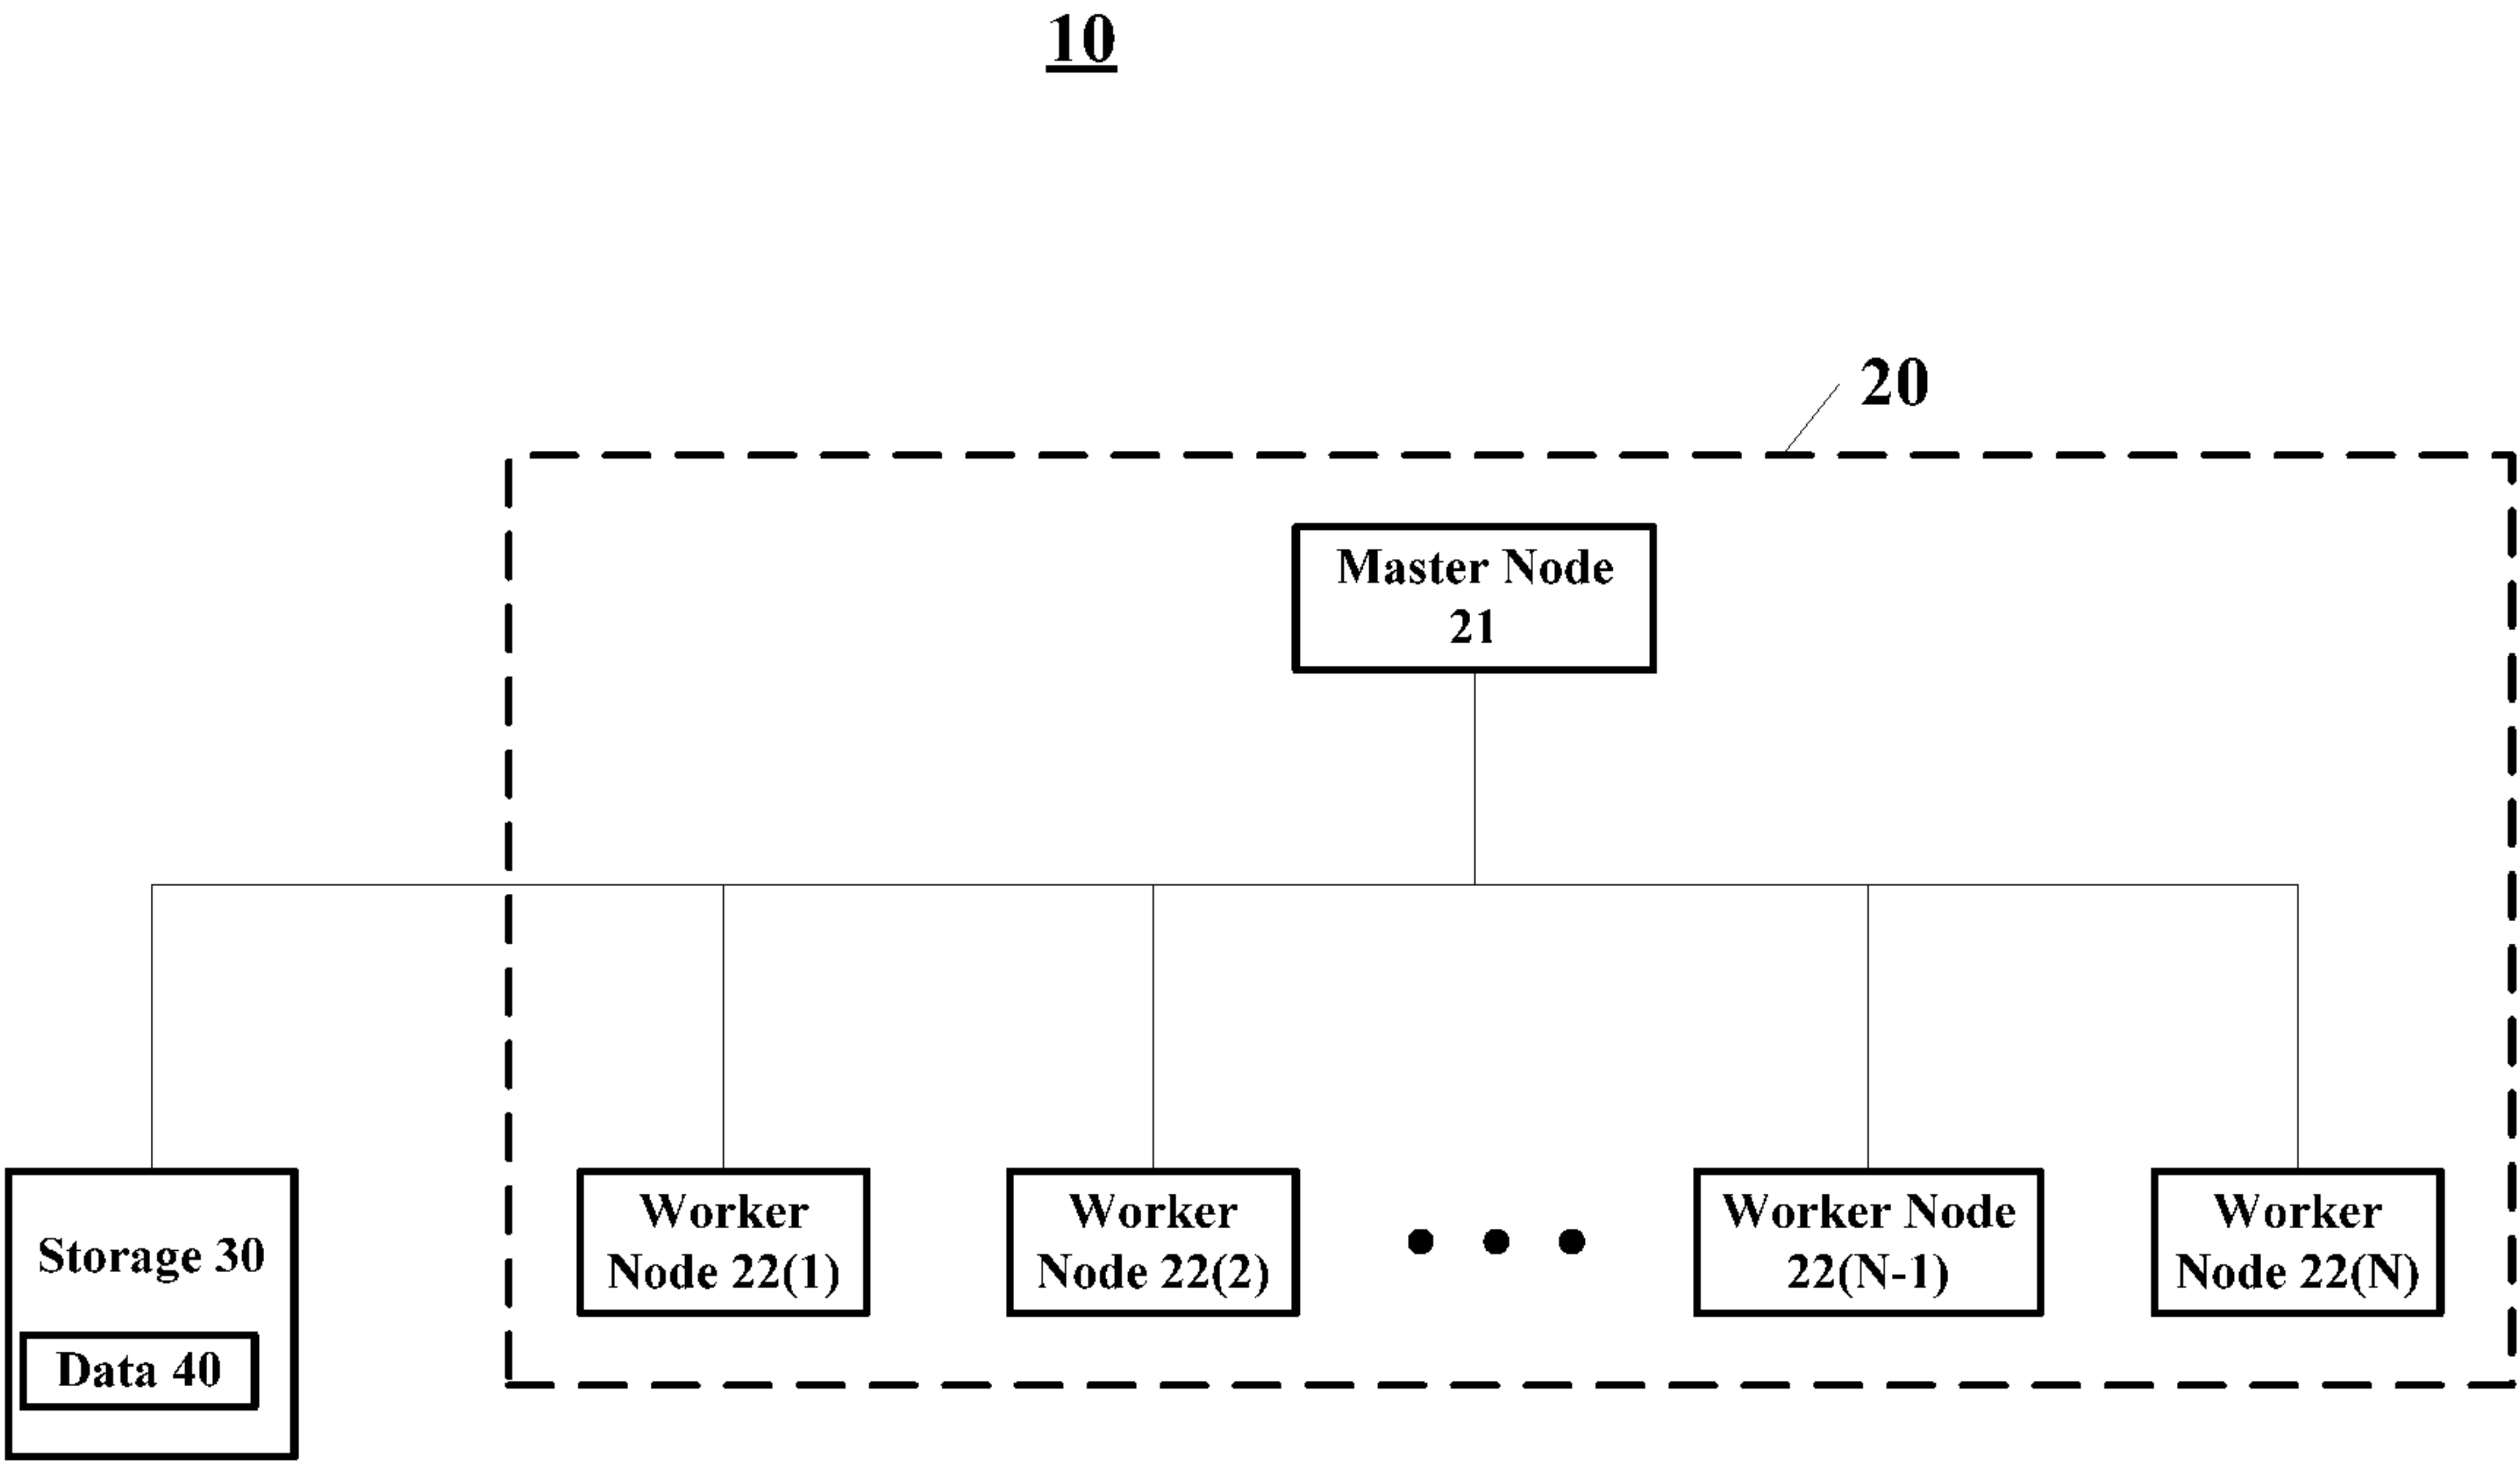 10
20
Master Node
21
Storage 30
Data 40
Worker
Node 22(1)
Worker
Node 22(2)
Worker Node
22(N-1)
Worker
Node 22(N)